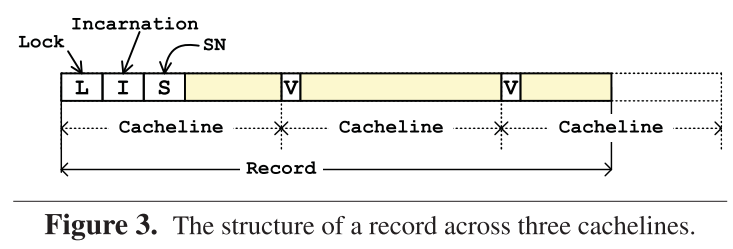 Incarnation
Lock SN
L I S V V
Cacheline Cacheline Cacheline
Record
Figure 3. The structure of a record across three cachelines.